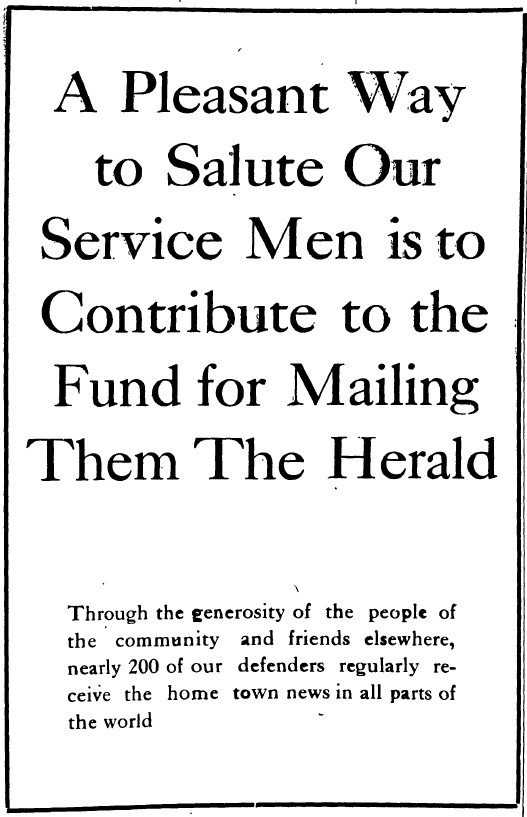 A Pleasant Way
to Salute Our
Service Men is to
Contribute to the
Fund for Mailing
Them The Herald
Through the generosity of the people of
the community and friends elsewhere,
nearly 200 of our defenders regularly re-
ceive the home town news in all parts of
the world